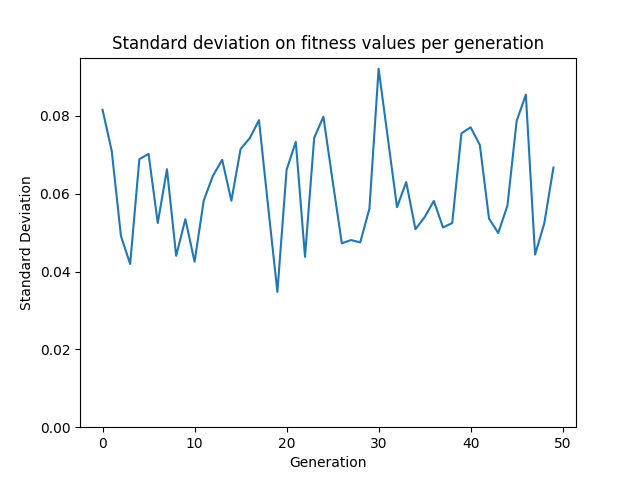 Standard deviation on fitness values per generation
Standard Deviation
0.08
0.06
0.04
0.02
0.00
0 10 20 30 40 50
Generation